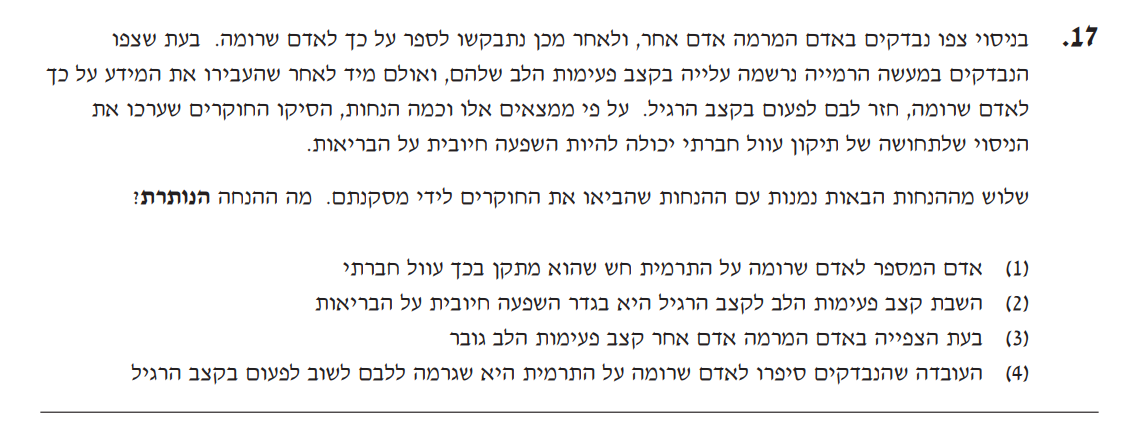 17. בניסוי צפו נבדקים באדם המרמה אדם אחר, ולאחר מכן נתבקשו לספר על כך לאדם שרומה. בעת שצפו
הנבדקים במעשה הרמייה נרשמה עלייה בקצב פעימות הלב שלהם, ואולם מיד לאחר שהעבירו את המידע על כך
לאדם שרומה, חזר לבם לפעום בקצב הרגיל. על פי ממצאים אלו וכמה הנחות, הסיקו החוקרים שערכו את
הניסוי שלתחושה של תיקון עוול חברתי יכולה להיות השפעה חיובית על הבריאות.
שלוש מההנחות הבאות נמנות עם ההנחות שהביאו את החוקרים לידי מסקנתם. מה ההנחה הנותרת?
(1) אדם המספר לאדם שרומה על התרמית חש שהוא מתקן בכך עוול חברתי
(2) השבת קצב פעימות הלב לקצב הרגיל היא בגדר השפעה חיובית על הבריאות
(3) בעת הצפייה באדם המרמה אדם אחר קצב פעימות הלב גובר
(4) העובדה שהנבדקים סיפרו לאדם שרומה על התרמית היא שגרמה ללבם לשוב לפעום בקצב הרגיל